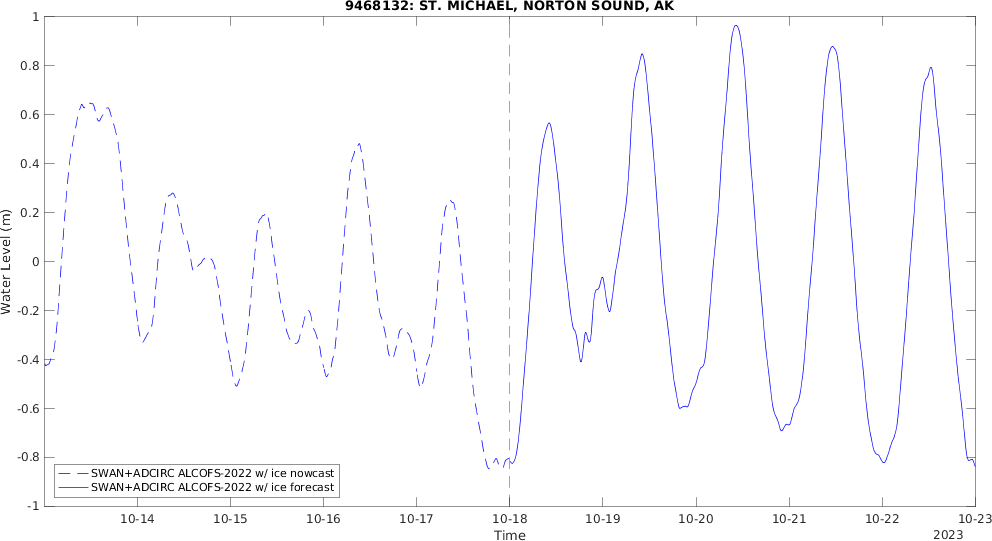 9468132: ST. MICHAEL, NORTON SOUND, AK
1
0.8
0.6
0.4
0.2
0
-0.2
-0.4
-0.6
-0.8
-1
Water Level (m)
SWAN+ADCIRC ALCOFS-2022 w/ ice nowcast
SWAN+ADCIRC ALCOFS-2022 w/ ice forecast
10-14 10-15 10-16 10-17 10-18 10-19 10-20 10-21 10-22 10-23
Time
2023